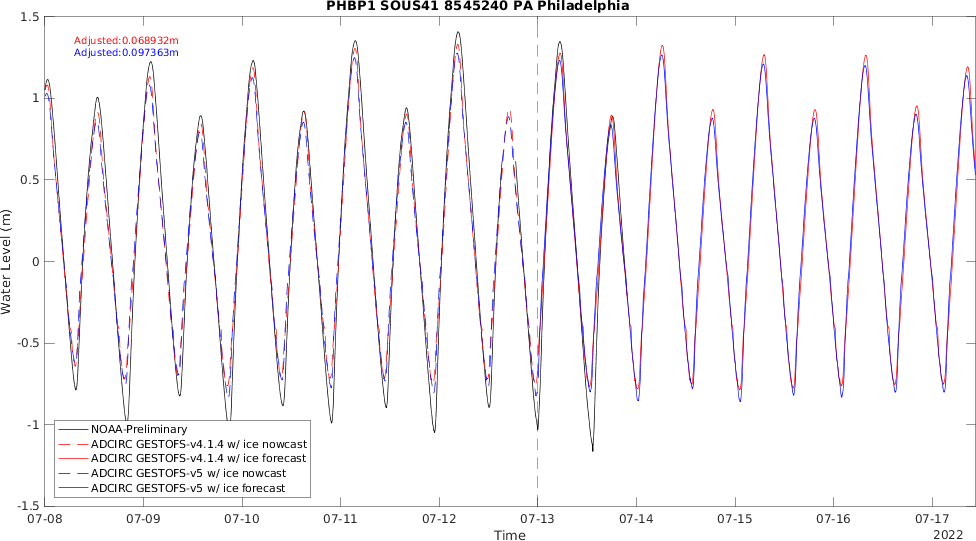 PHBP1 SOUS41 8545240 PA Philadelphia
Adjusted:0.068932m
Adjusted:0.097363m
1.5
1
0.5
0
-0.5
-1
-1.5
Water Level (m)
NOAA-Preliminary
ADCIRC GESTOFS-v4.1.4 w/ ice nowcast
ADCIRC GESTOFS-v4.1.4 w/ ice forecast
ADCIRC GESTOFS-v5 w/ ice nowcast
ADCIRC GESTOFS-v5 w/ ice forecast
07-08 07-09 07-10 07-11 07-12 07-13 07-14 07-15 07-16 07-17
Time
2022